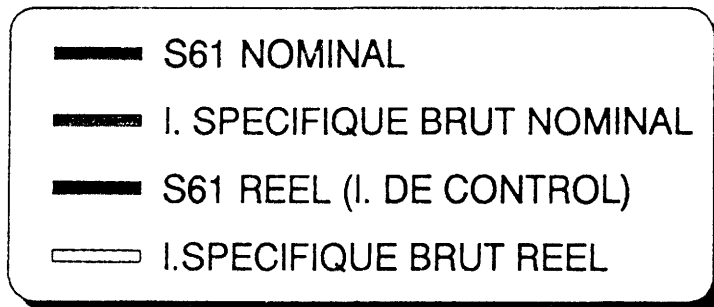 S61 NOMINAL
I. SPECIFIQUE BRUT NOMINAL
S61 REEL (I. DE CONTROL)
I.SPECIFIQUE BRUT REEL